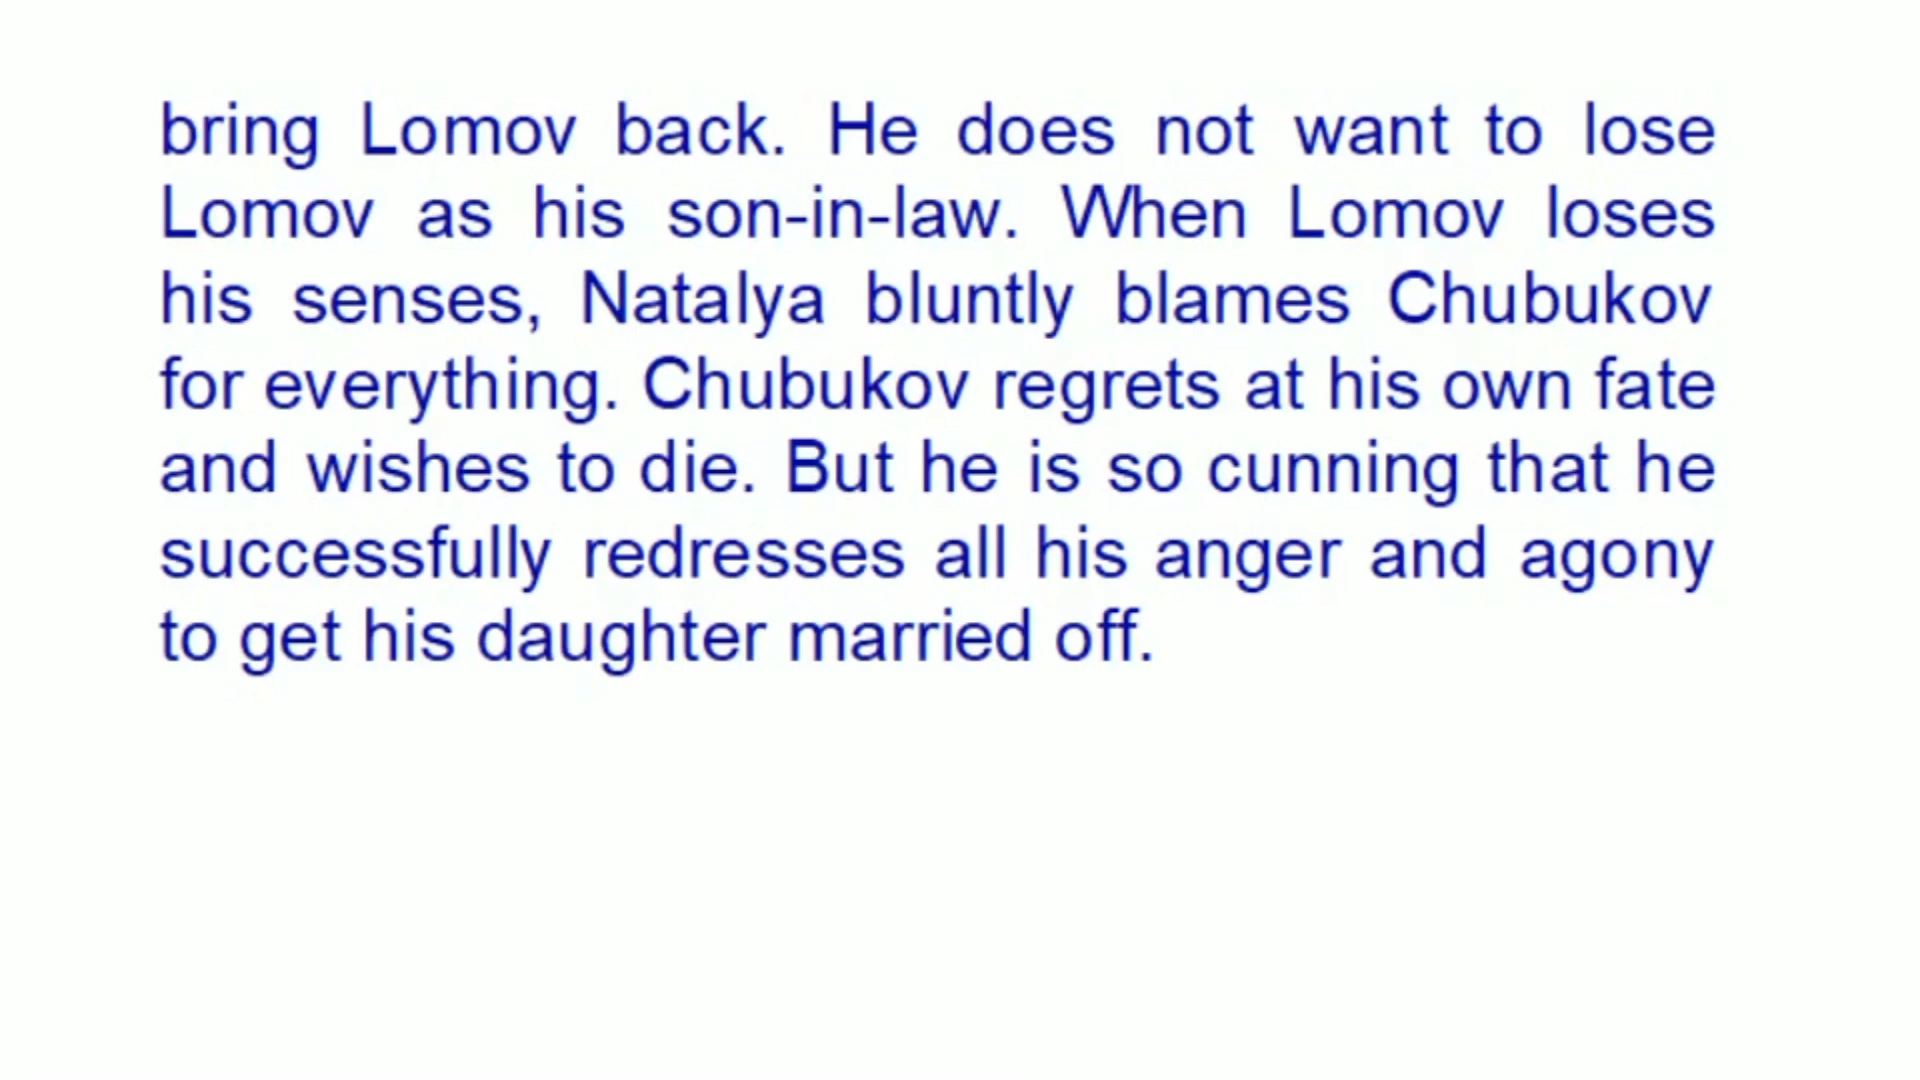 bring Lomov back. He does not want to lose
Lomov as his son-in-law. When Lomov loses
his senses, Natalya bluntly blames Chubukov
for everything. Chubukov regrets at his own fate
and wishes to die. But he is so cunning that he
successfully redresses all his anger and agony
to get his daughter married off.